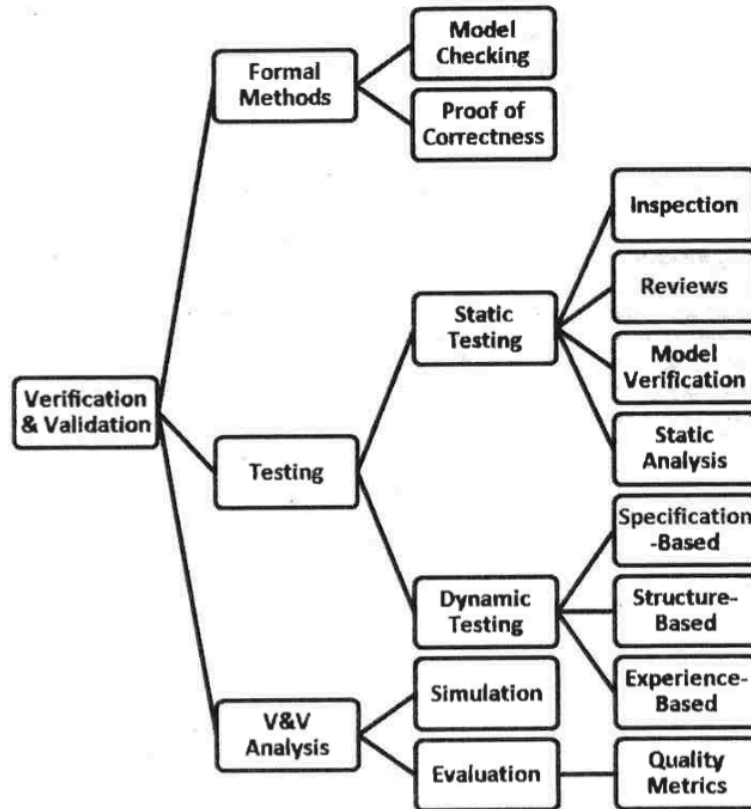 Model
Checking
Formal
Methods
Proof of
Correctness
Inspection
Reviews
Static
Testing
Model
Verification
Verification
& Validation
Static
Analysis
Testing
Specification
-Based
Dynamic
Testing
Structure-
Based
Simulation
Experience-
Based
V&V
Analysis
Evaluation
Quality
Metrics